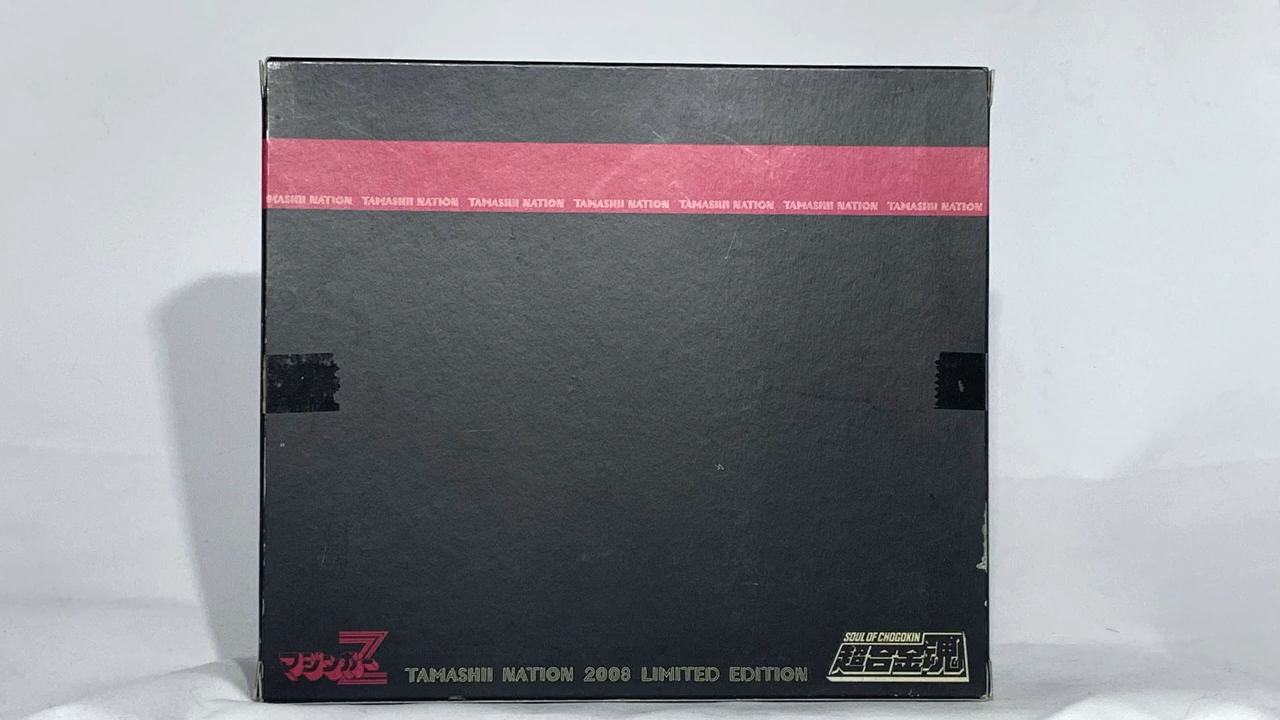 MASHII NATION TAMASHII NATION TAMASHII NATION TAMASHII NATION TAMASHII NATION TAMASHII NATION TAMASHII NATION
マジンガーZ
TAMASHII NATION 2008 LIMITED EDITION
SOUL OF CHOGOKIN
超合金魂